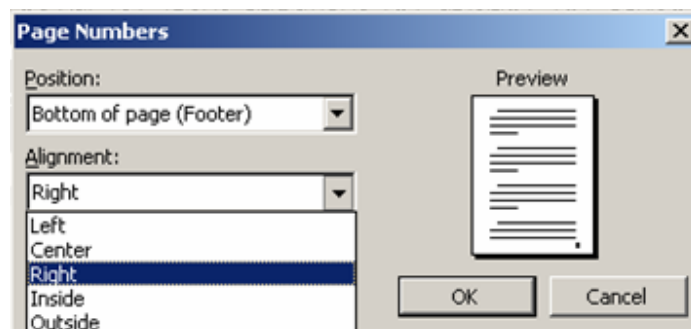 Page Numbers
Position:
Preview
Bottom of page (Footer)
Alignment:
Right
Left
Center
Right
Inside
OK
Cancel
Outside